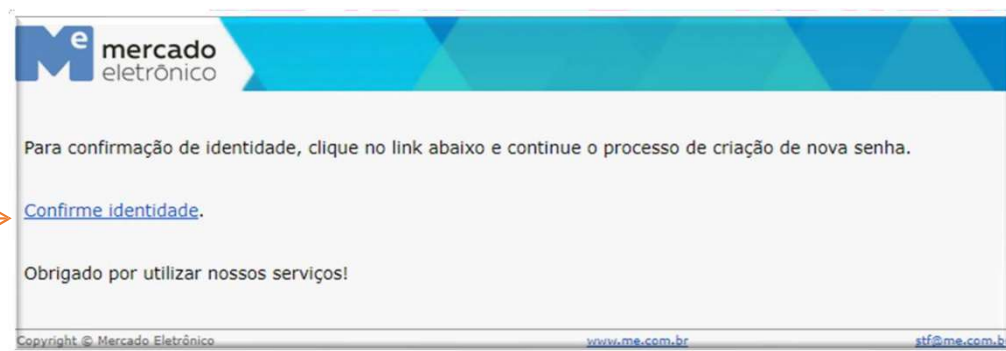 Me
mercado
eletrônico
Para confirmação de identidade, clique no link abaixo e continue o processo de criação de nova senha.
Confirme identidade.
Obrigado por utilizar nossos serviços!
Copyright © Mercado Eletrônico www.me.com.br stf@me.com.b